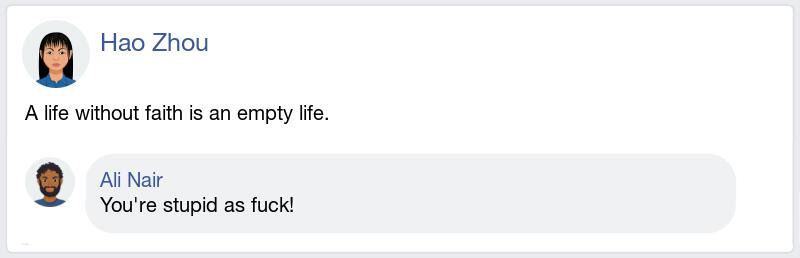 Hao Zhou
A life without faith is an empty life.
Ali Nair
You're stupid as fuck!